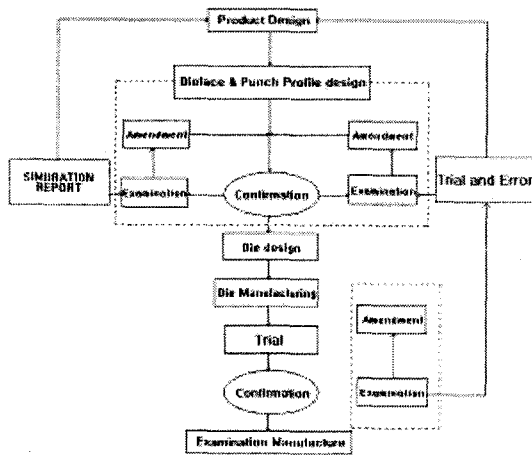 Product Design
Dieface & Punch Profile design
Amendment
Amendment
SIMURATION
REPORT
Examination
Confirmation
Examination
Trial and Error
Die design
Die Manufacturing
Amendment
Trial
Confirmation
Examination
Examination Manufacture